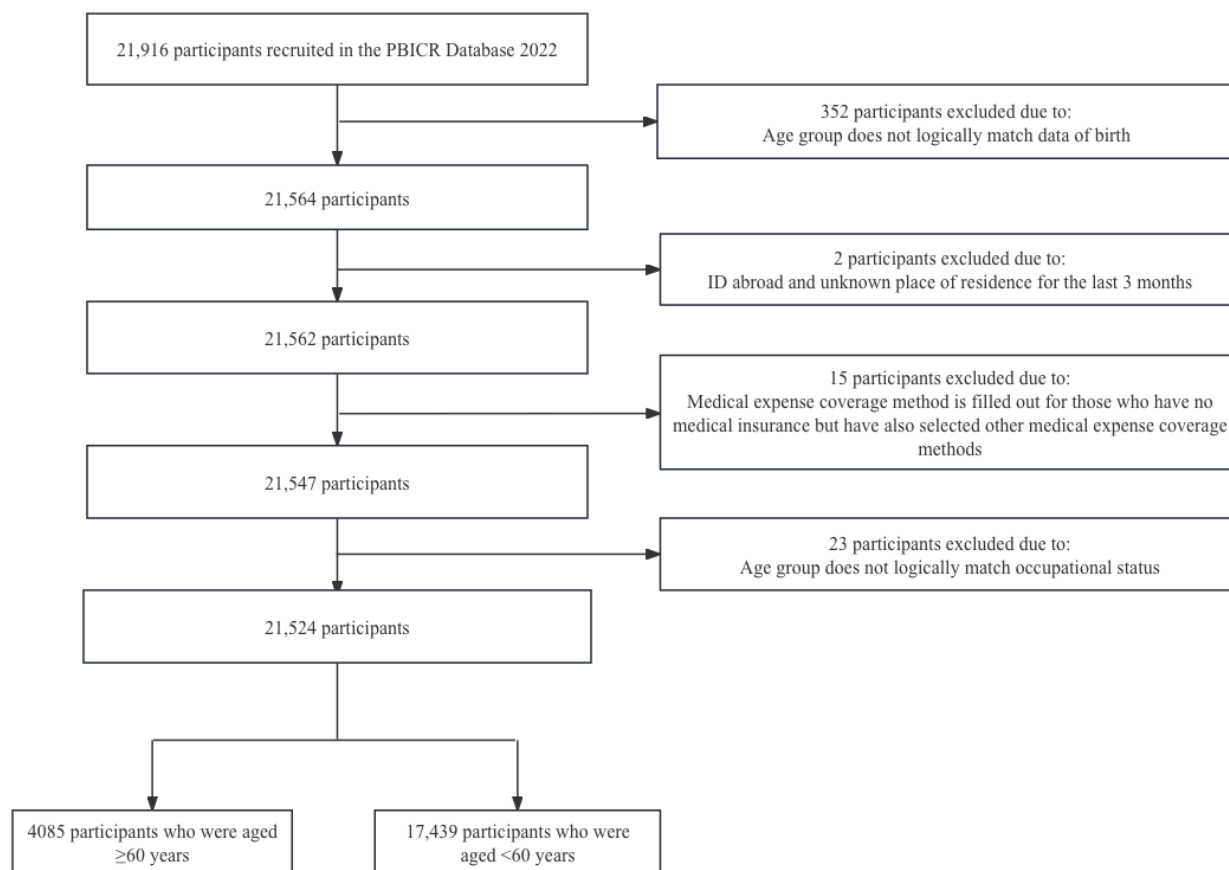 21,916 participants recruited in the PBICR Database 2022
352 participants excluded due to:
Age group does not logically match data of birth
21,564 participants
2 participants excluded due to:
ID abroad and unknown place of residence for the last 3 months
21,562 participants
15 participants excluded due to:
Medical expense coverage method is filled out for those who have no
medical insurance but have also selected other medical expense coverage
methods
21,547 participants
23 participants excluded due to:
Age group does not logically match occupational status
21,524 participants
4085 participants who were aged
≥60 years
17,439 participants who were
aged <60 years